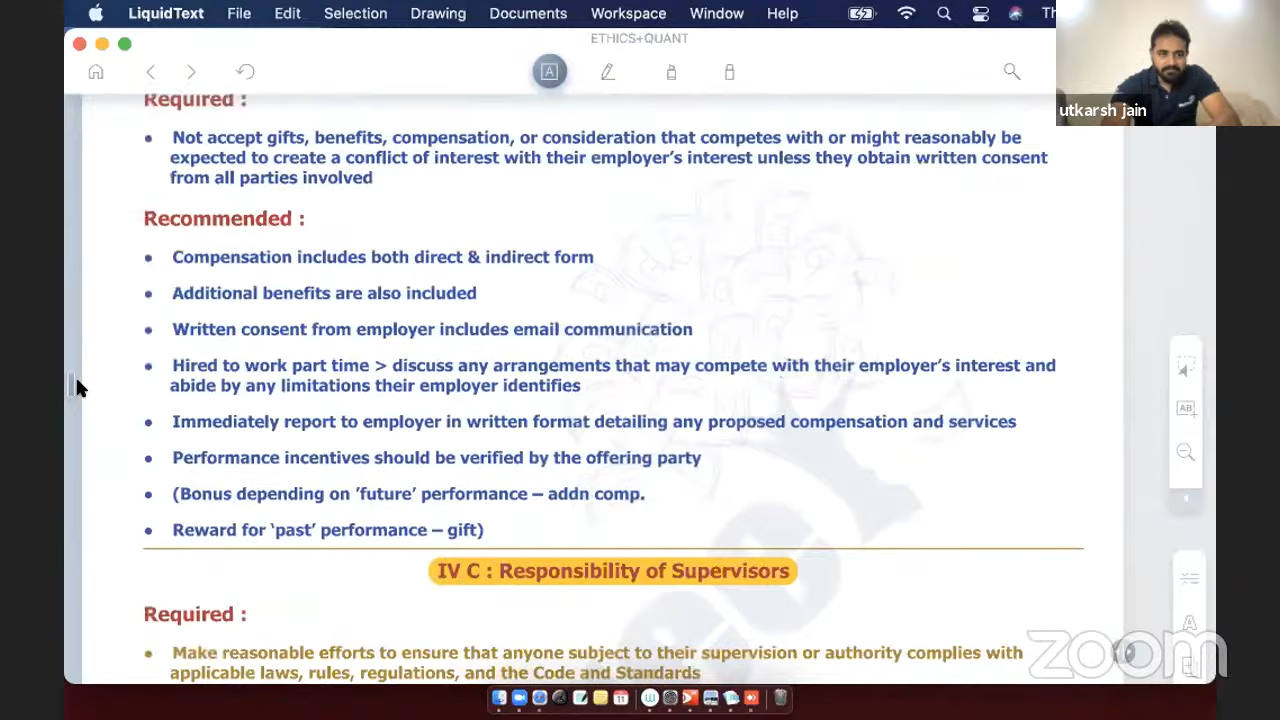 LiquidText File Edit Selection Drawing Documents Workspace Window Help Th
ETHICS+QUANT
A
utkarsh jain
Required :
• Not accept gifts, benefits, compensation, or consideration that competes with or might reasonably be
expected to create a conflict of interest with their employer's interest unless they obtain written consent
from all parties involved
Recommended :
• Compensation includes both direct & indirect form
• Additional benefits are also included
• Written consent from employer includes email communication
• Hired to work part time > discuss any arrangements that may compete with their employer's interest and
abide by any limitations their employer identifies
• Immediately report to employer in written format detailing any proposed compensation and services
• Performance incentives should be verified by the offering party
• (Bonus depending on 'future' performance – addn comp.
• Reward for 'past' performance – gift)
IV C : Responsibility of Supervisors
Required :
• Make reasonable efforts to ensure that anyone subject to their supervision or authority complies with
applicable laws, rules, regulations, and the Code and Standards
AB
A
zoom
11